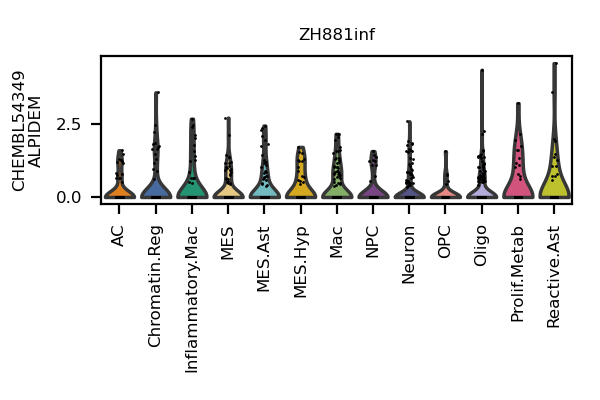 ZH881inf
CHEMBL54349
ALPIDEM
2.5
0.0
AC
Chromatin.Reg
Inflammatory.Mac
MES
MES.Ast
MES.Hyp
Mac
NPC
Neuron
OPC
Oligo
Prolif.Metab
Reactive.Ast